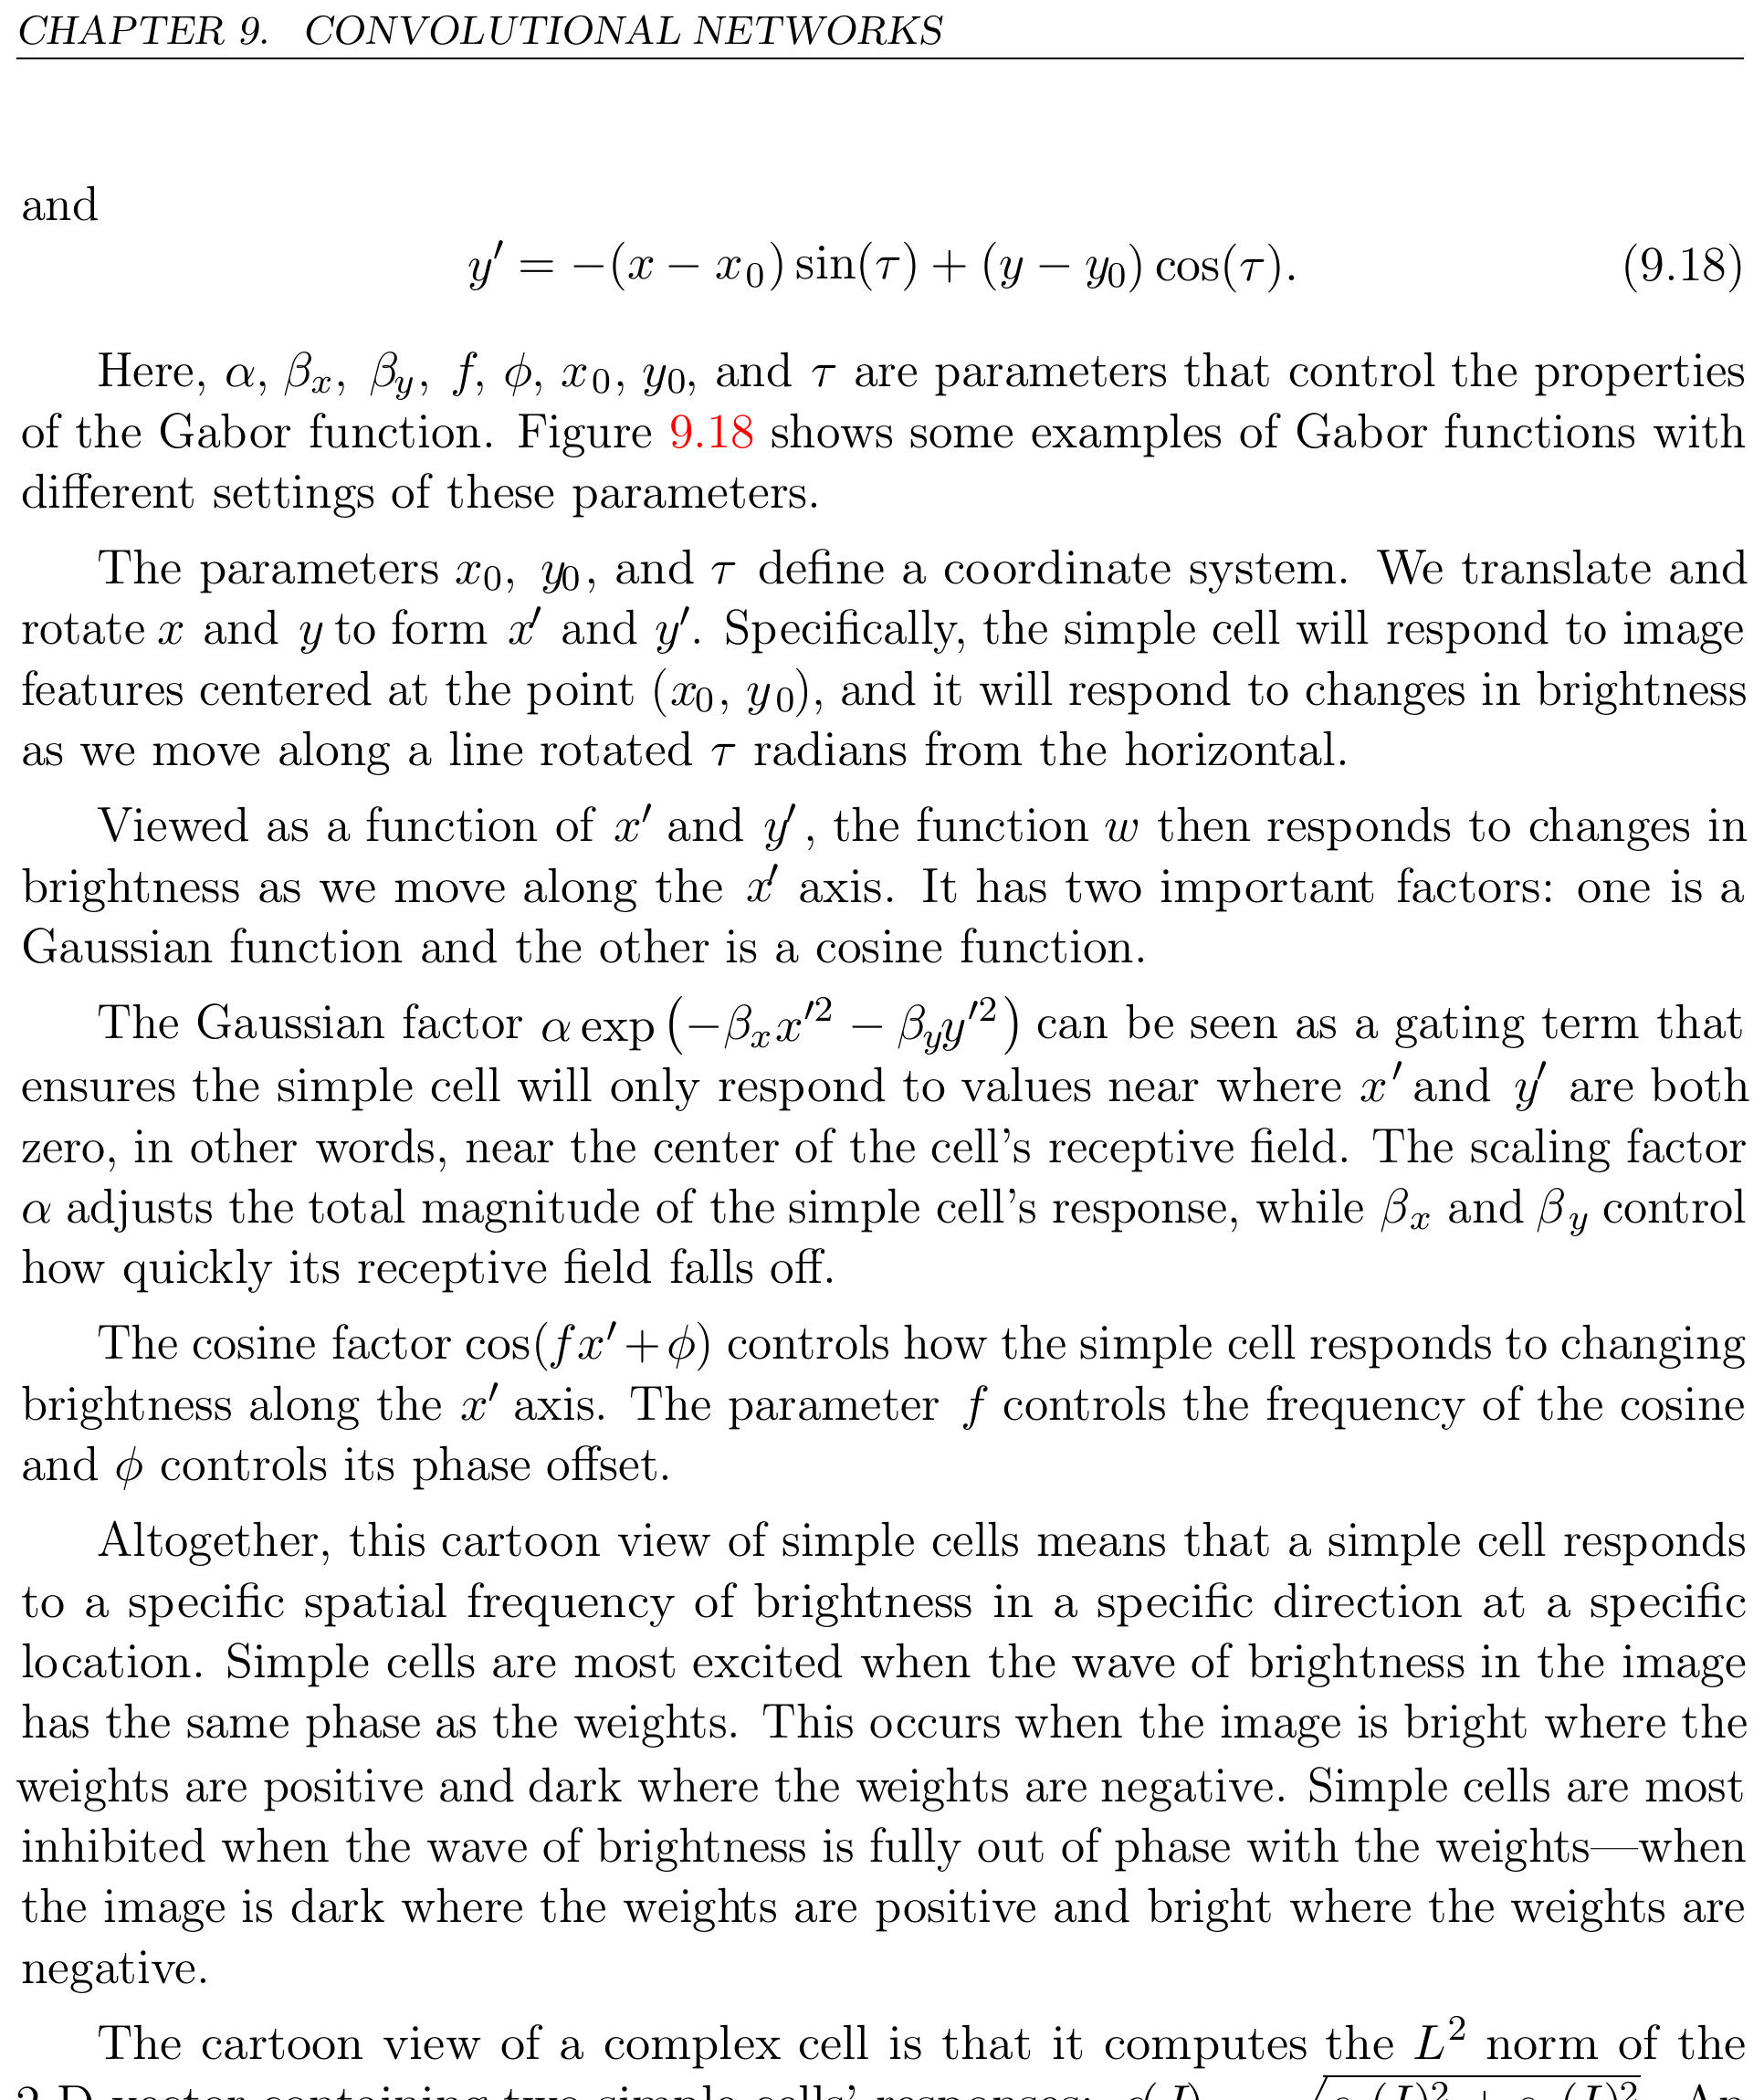 CHAPTER 9. CONVOLUTIONAL NETWORKS
and
y′ = −(x − x₀) sin(τ) + (y − y₀) cos(τ). (9.18)
Here, α, βₓ, β_y, f, ϕ, x₀, y₀, and τ are parameters that control the properties
of the Gabor function. Figure 9.18 shows some examples of Gabor functions with
different settings of these parameters.
The parameters x₀, y₀, and τ define a coordinate system. We translate and
rotate x and y to form x′ and y′. Specifically, the simple cell will respond to image
features centered at the point (x₀, y₀), and it will respond to changes in brightness
as we move along a line rotated τ radians from the horizontal.
Viewed as a function of x′ and y′, the function w then responds to changes in
brightness as we move along the x′ axis. It has two important factors: one is a
Gaussian function and the other is a cosine function.
The Gaussian factor α exp (−βₓx′² − β_y y′²) can be seen as a gating term that
ensures the simple cell will only respond to values near where x′ and y′ are both
zero, in other words, near the center of the cell’s receptive field. The scaling factor
α adjusts the total magnitude of the simple cell’s response, while βₓ and β_y control
how quickly its receptive field falls off.
The cosine factor cos(fx′ + ϕ) controls how the simple cell responds to changing
brightness along the x′ axis. The parameter f controls the frequency of the cosine
and ϕ controls its phase offset.
Altogether, this cartoon view of simple cells means that a simple cell responds
to a specific spatial frequency of brightness in a specific direction at a specific
location. Simple cells are most excited when the wave of brightness in the image
has the same phase as the weights. This occurs when the image is bright where the
weights are positive and dark where the weights are negative. Simple cells are most
inhibited when the wave of brightness is fully out of phase with the weights—when
the image is dark where the weights are positive and bright where the weights are
negative.
The cartoon view of a complex cell is that it computes the L² norm of the